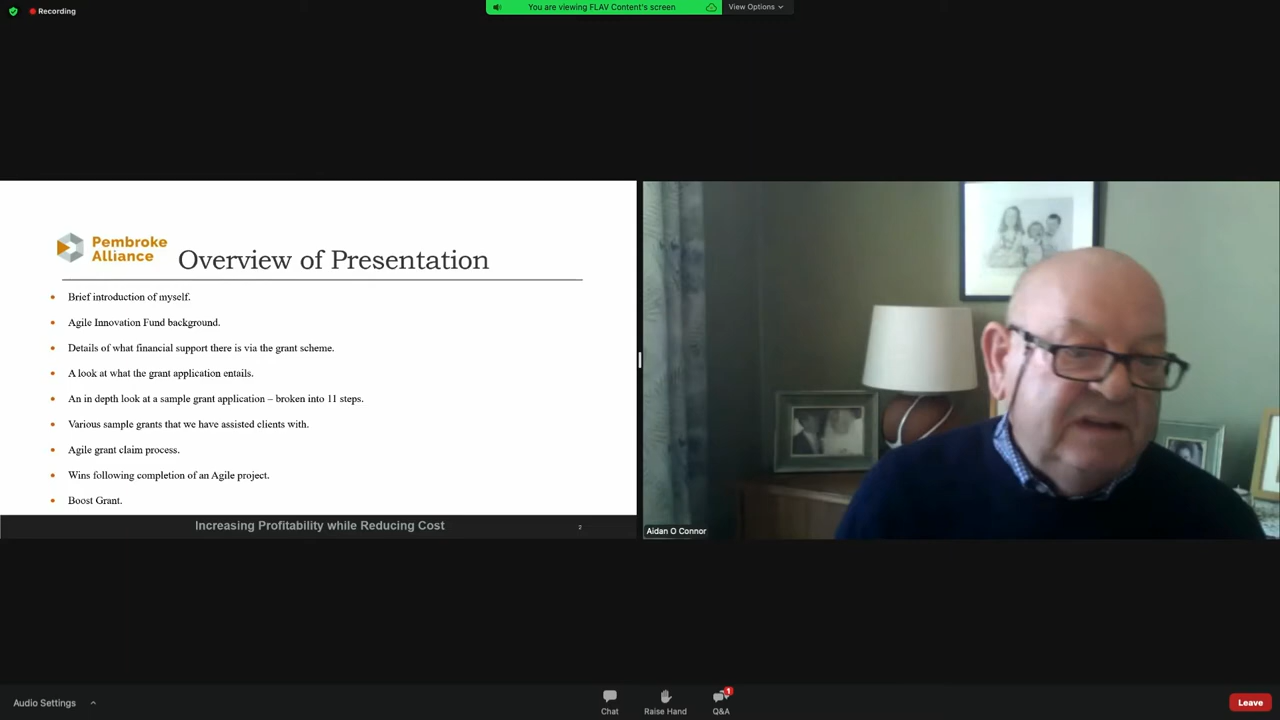 Recording
You are viewing FLAV Content's screen
View Options
Pembroke
Alliance
Overview of Presentation
Brief introduction of myself.
Agile Innovation Fund background.
Details of what financial support there is via the grant scheme.
A look at what the grant application entails.
An in depth look at a sample grant application – broken into 11 steps.
Various sample grants that we have assisted clients with.
Agile grant claim process.
Wins following completion of an Agile project.
Boost Grant.
Increasing Profitability while Reducing Cost
2
Aidan O Connor
Audio Settings
Chat
Raise Hand
1
Q&A
Leave